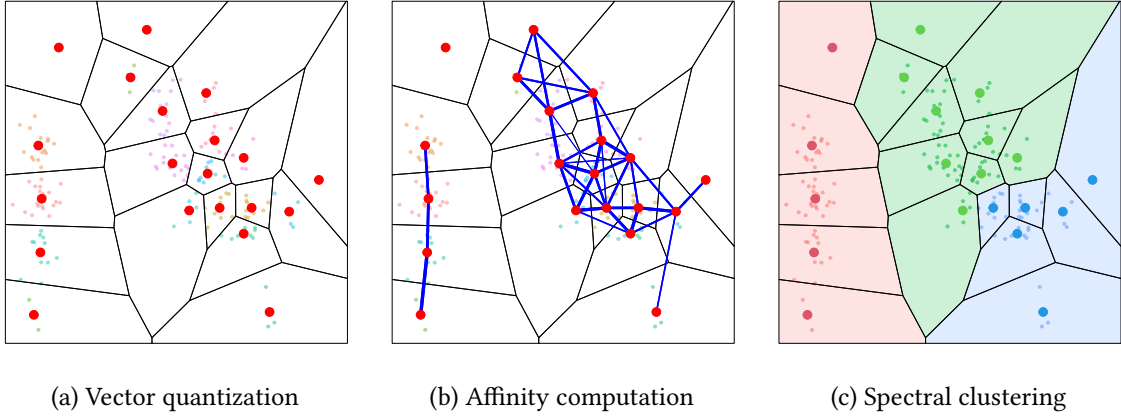 (a) Vector quantization
(b) Affinity computation
(c) Spectral clustering